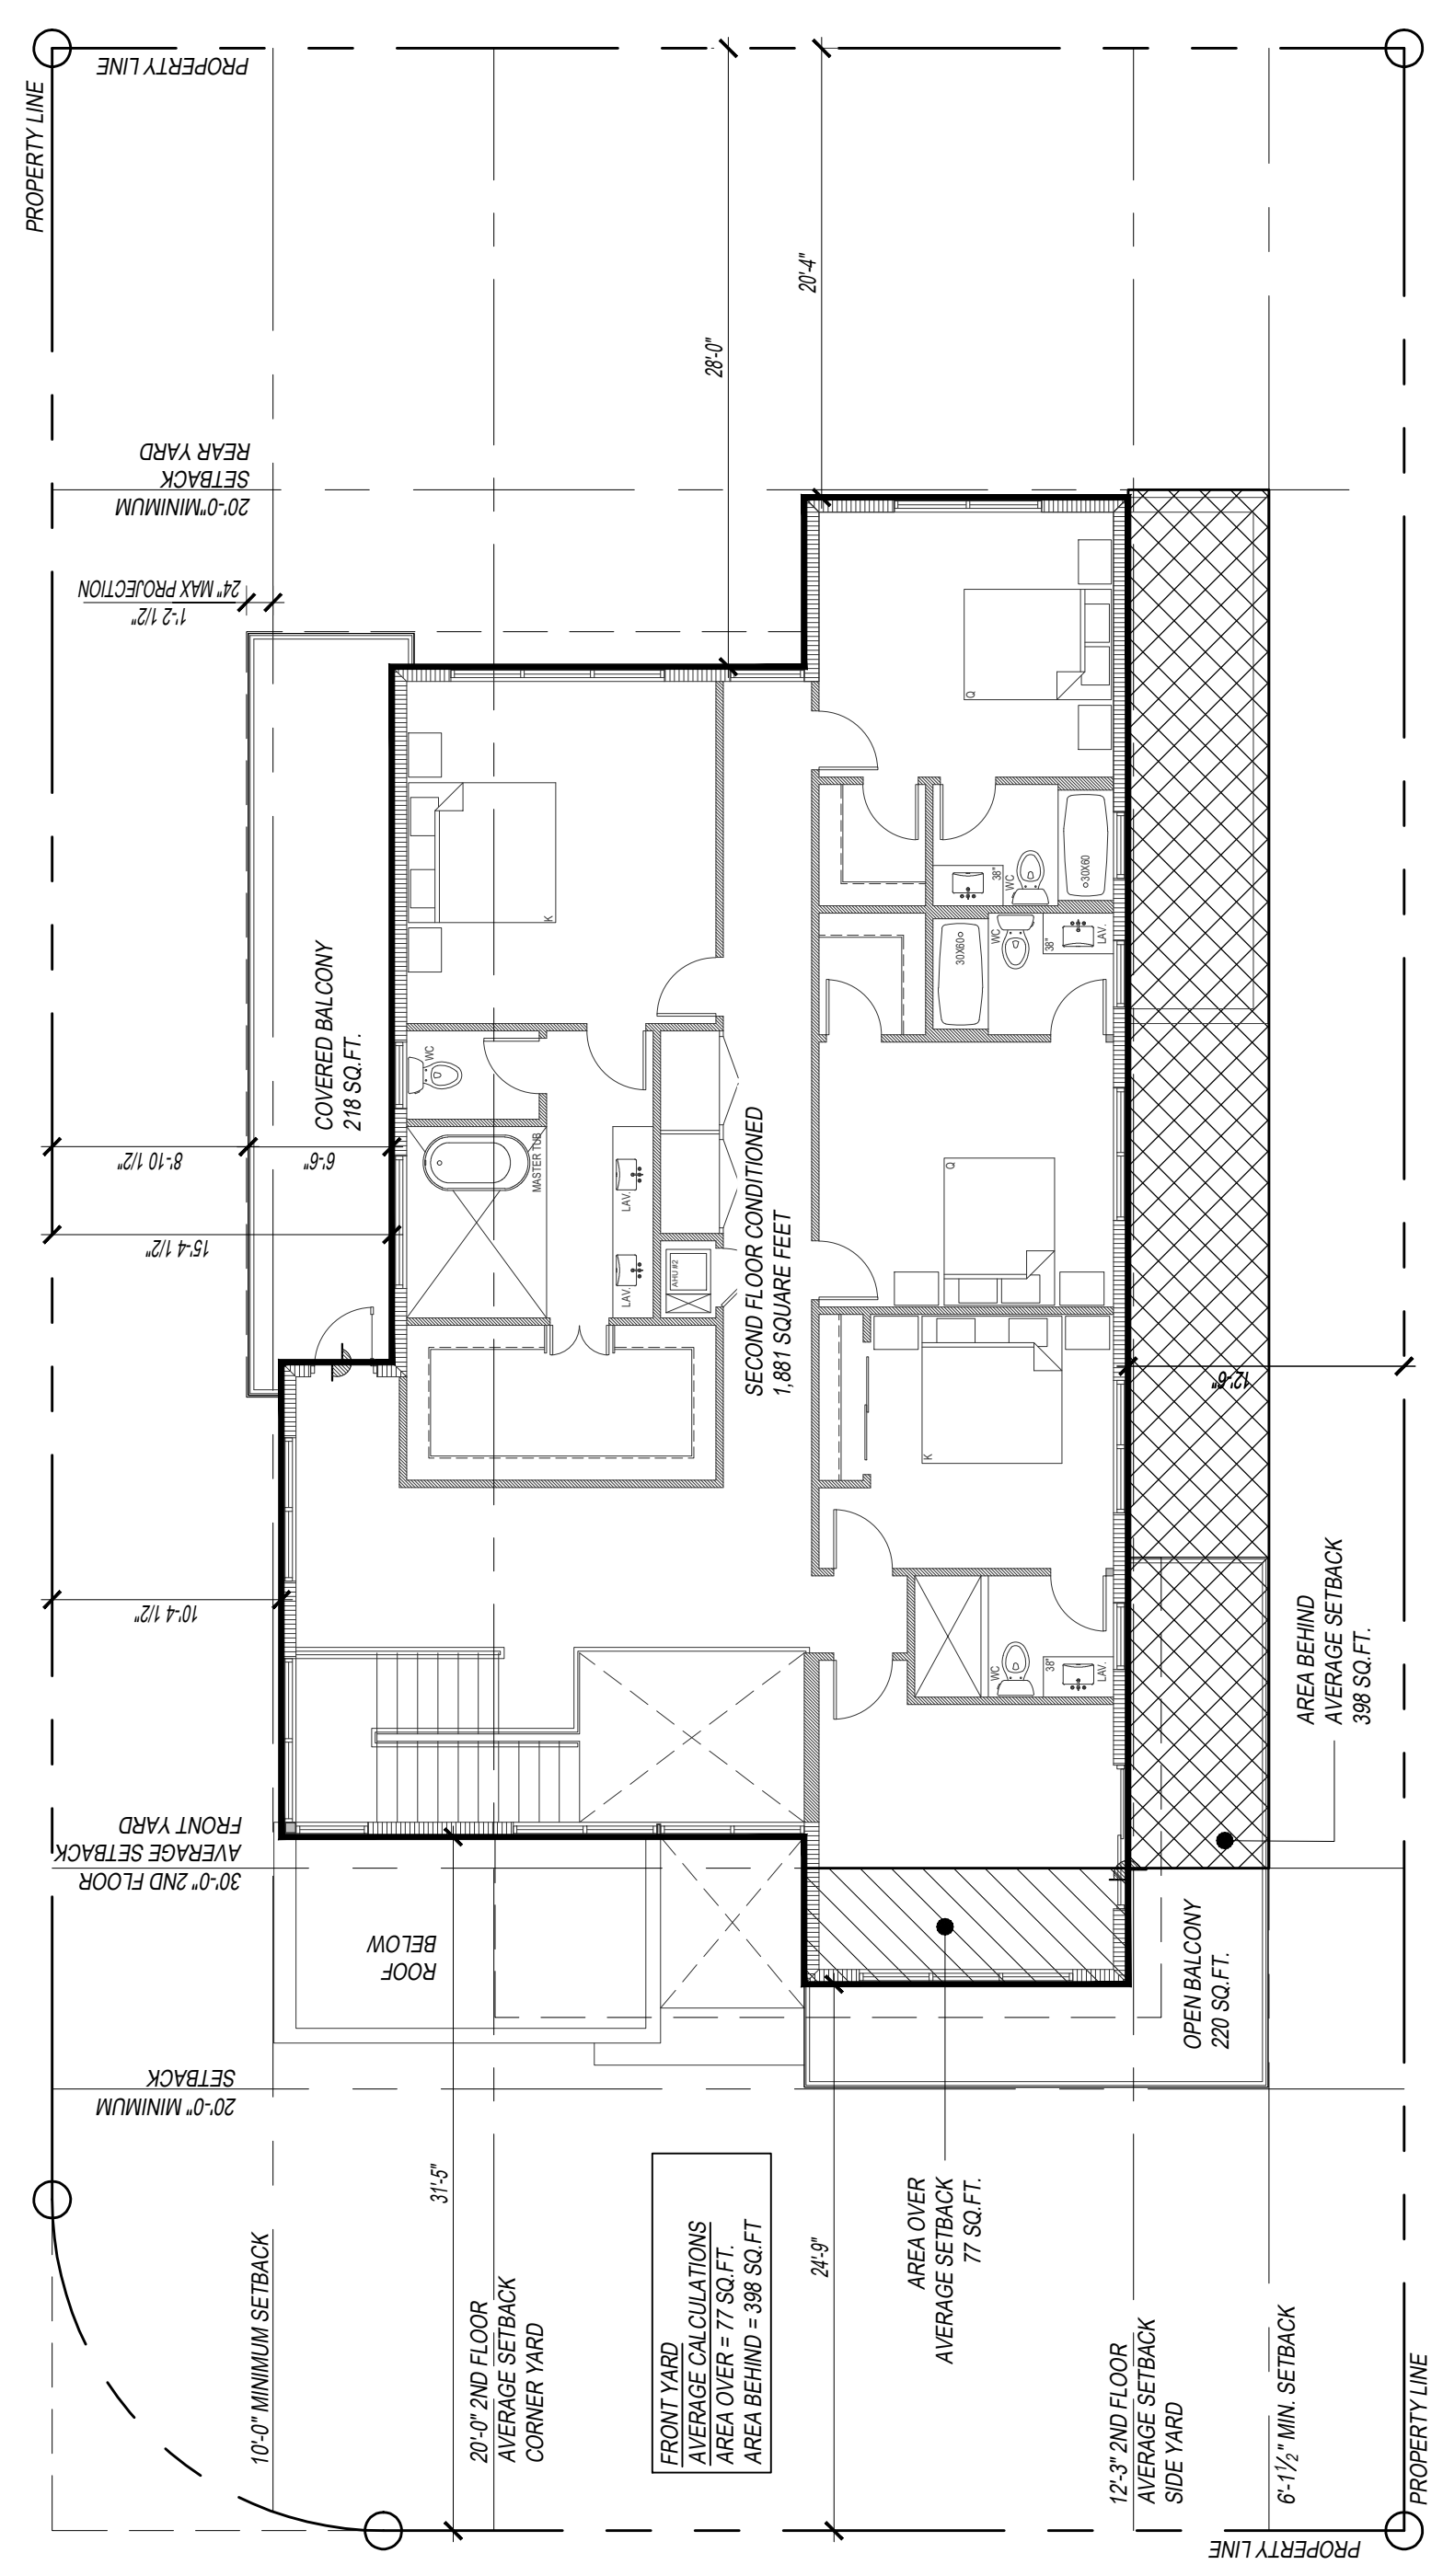 PROPERTY LINE
PROPERTY LINE
20'-4"
28'-0"
20'-0"MINIMUM
SETBACK
REAR YARD
24" MAX PROJECTION
1'-2 1/2"
Q
K
38"
WC
30X60
30X60
WC
38"
LAV.
COVERED BALCONY
218 SQ.FT.
WC
8'-10 1/2"
6'-6"
MASTER TUB
LAV.
15'-4 1/2"
LAV.
AHU #2
SECOND FLOOR CONDITIONED
1,881 SQUARE FEET
Q
K
12'-6"
10'-4 1/2"
WC
38"
LAV.
AREA BEHIND
AVERAGE SETBACK
398 SQ.FT.
30'-0" 2ND FLOOR
AVERAGE SETBACK
FRONT YARD
ROOF
BELOW
OPEN BALCONY
220 SQ.FT.
20'-0" MINIMUM
SETBACK
31'-5"
24'-9"
AREA OVER
AVERAGE SETBACK
77 SQ.FT.
10'-0" MINIMUM SETBACK
20'-0" 2ND FLOOR
AVERAGE SETBACK
CORNER YARD
FRONT YARD
AVERAGE CALCULATIONS
AREA OVER = 77 SQ.FT.
AREA BEHIND = 398 SQ.FT
12'-3" 2ND FLOOR
AVERAGE SETBACK
SIDE YARD
6'-1½" MIN. SETBACK
PROPERTY LINE
PROPERTY LINE